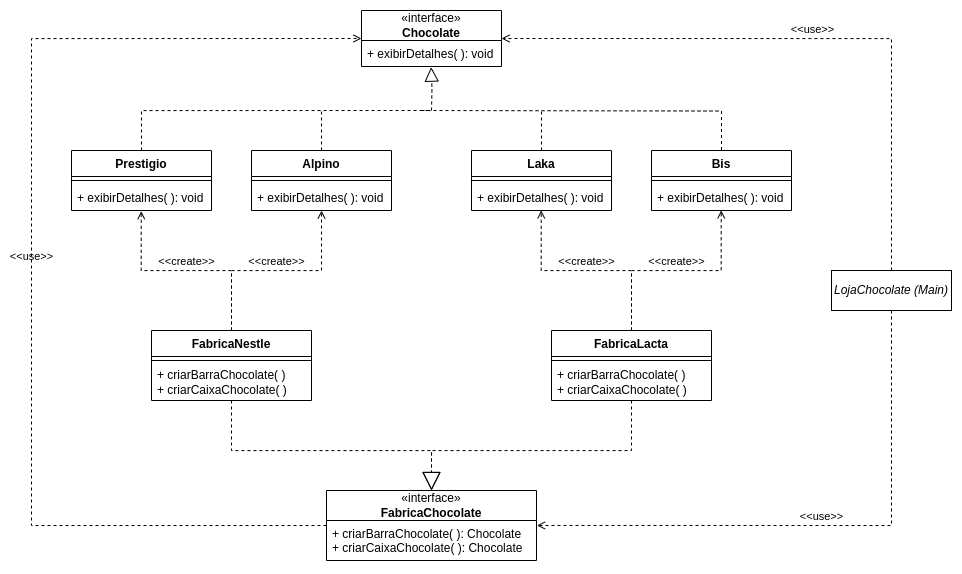 «interface»
Chocolate
+ exibirDetalhes( ): void
<<use>>
Prestigio
+ exibirDetalhes( ): void
Alpino
+ exibirDetalhes( ): void
Laka
+ exibirDetalhes( ): void
Bis
+ exibirDetalhes( ): void
<<use>>
<<create>>
<<create>>
<<create>>
<<create>>
LojaChocolate (Main)
FabricaNestle
+ criarBarraChocolate( )
+ criarCaixaChocolate( )
FabricaLacta
+ criarBarraChocolate( )
+ criarCaixaChocolate( )
«interface»
FabricaChocolate
+ criarBarraChocolate( ): Chocolate
+ criarCaixaChocolate( ): Chocolate
<<use>>